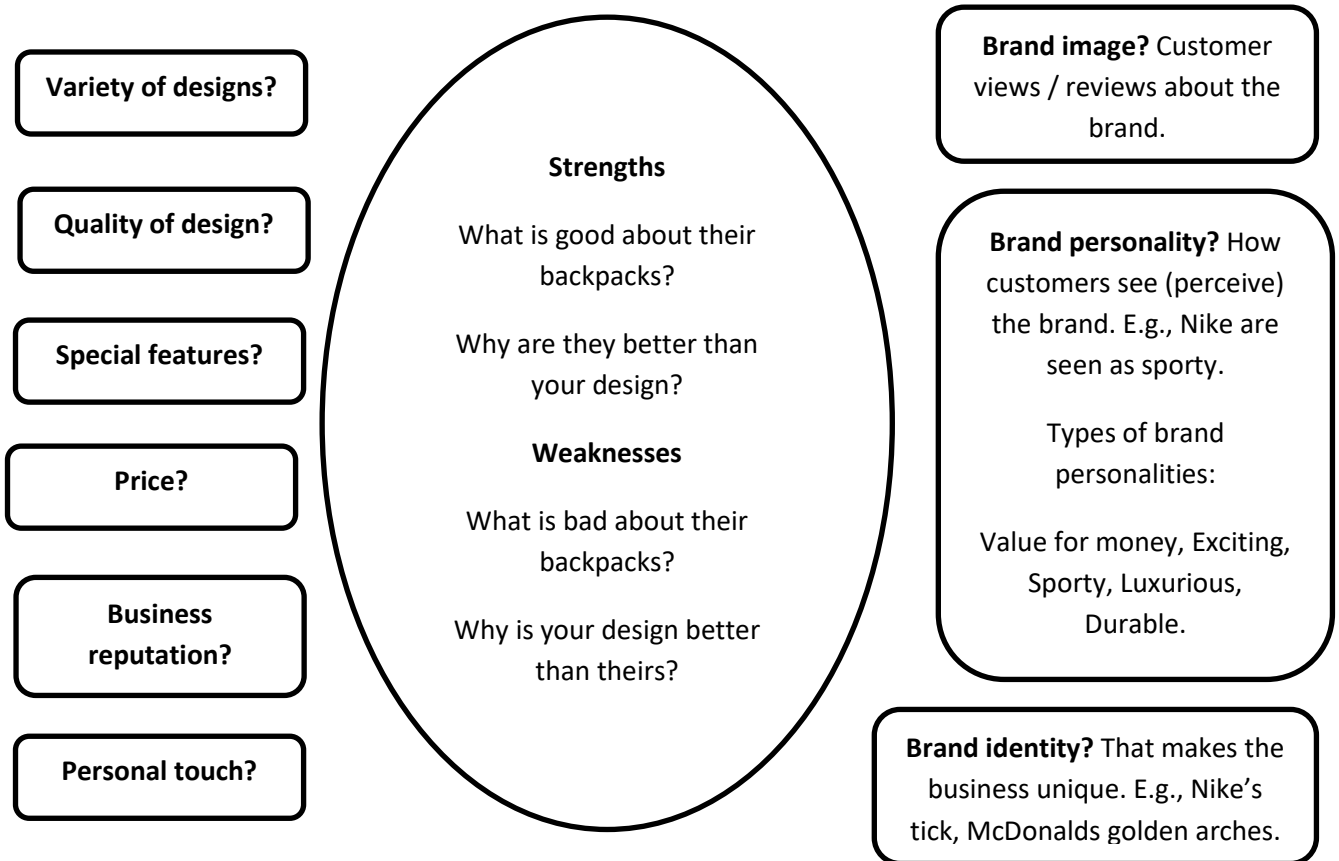 Variety of designs?
Quality of design?
Special features?
Price?
Business
reputation?
Personal touch?
Strengths
What is good about their
backpacks?
Why are they better than
your design?
Weaknesses
What is bad about their
backpacks?
Why is your design better
than theirs?
Brand image? Customer
views / reviews about the
brand.
Brand personality? How
customers see (perceive)
the brand. E.g., Nike are
seen as sporty.
Types of brand
personalities:
Value for money, Exciting,
Sporty, Luxurious,
Durable.
Brand identity? That makes the
business unique. E.g., Nike’s
tick, McDonalds golden arches.